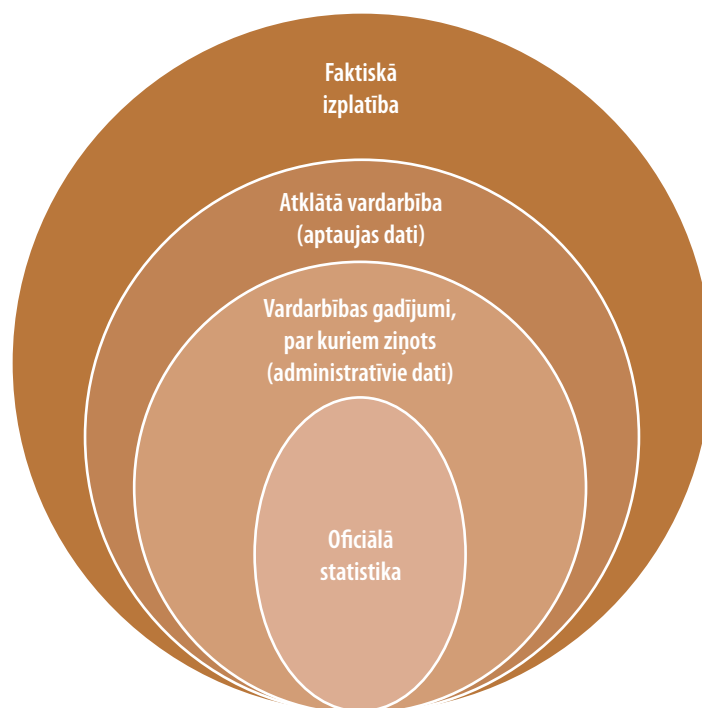 Faktiskā
izplatība
Atklātā vardarbība
(aptaujas dati)
Vardarbības gadījumi,
par kuriem ziņots
(administratīvie dati)
Oficiālā
statistika